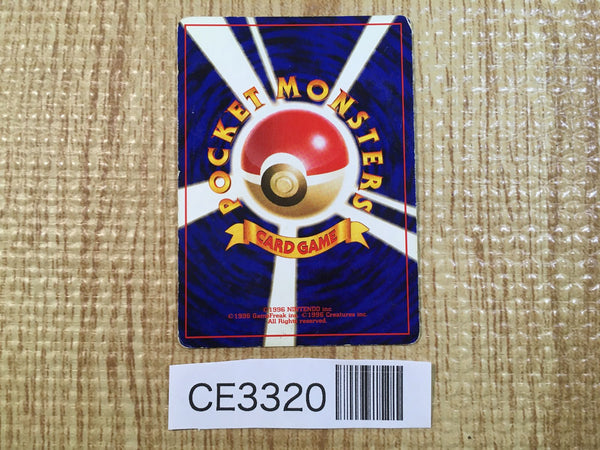 POCKET MONSTERS
CARD GAME
©1996 NINTENDO inc
©1996 GameFreak inc. ©1996 Creatures inc.
All Rights reserved.
CE3320